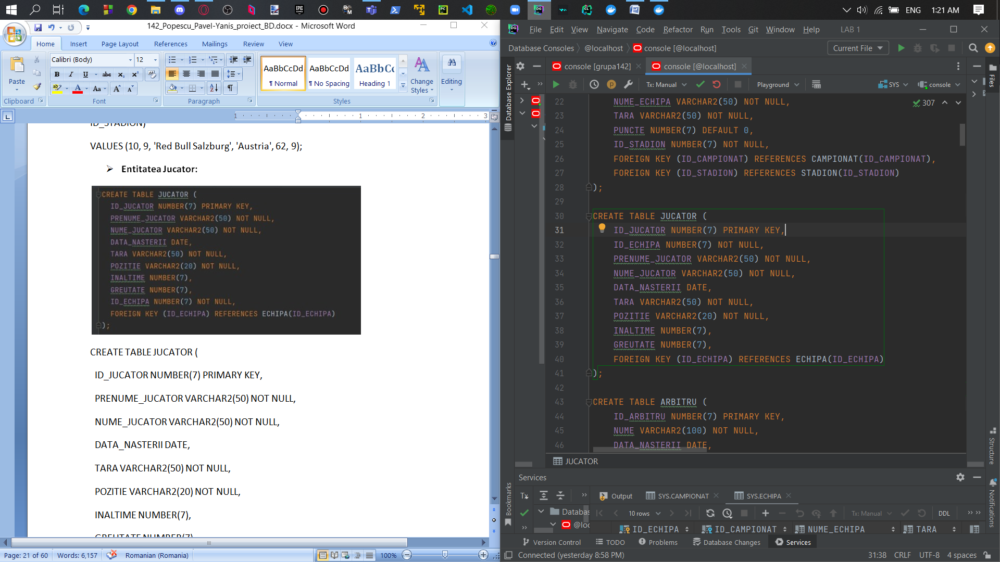 ENG
1:21 AM
142_Popescu_Pavel-Yanis_proiect_BD.docx - Microsoft Word
Home Insert Page Layout References Mailings Review View
Paste
Clipboard
Calibri (Body) 12
Font
Paragraph
AaBbCcDd AaBbCcDd AaBbCc
¶ Normal ¶ No Spacing Heading 1
Change Styles
Styles
Editing
1 1 2 3
ID_STADION)
VALUES (10, 9, 'Red Bull Salzburg', 'Austria', 62, 9);
Entitatea Jucator:
CREATE TABLE JUCATOR (
ID_JUCATOR NUMBER(7) PRIMARY KEY,
PRENUME_JUCATOR VARCHAR2(50) NOT NULL,
NUME_JUCATOR VARCHAR2(50) NOT NULL,
DATA_NASTERII DATE,
TARA VARCHAR2(50) NOT NULL,
POZITIE VARCHAR2(20) NOT NULL,
INALTIME NUMBER(7),
GREUTATE NUMBER(7),
ID_ECHIPA NUMBER(7) NOT NULL,
FOREIGN KEY (ID_ECHIPA) REFERENCES ECHIPA(ID_ECHIPA)
);
CREATE TABLE JUCATOR (
ID_JUCATOR NUMBER(7) PRIMARY KEY,
PRENUME_JUCATOR VARCHAR2(50) NOT NULL,
NUME_JUCATOR VARCHAR2(50) NOT NULL,
DATA_NASTERII DATE,
TARA VARCHAR2(50) NOT NULL,
POZITIE VARCHAR2(20) NOT NULL,
INALTIME NUMBER(7),
GREUTATE NUMBER(7),
Page: 21 of 60 Words: 6,157 Romanian (Romania) 100%
File Edit View Navigate Code Refactor Run Tools Git Window Help LAB 1
Database Consoles @localhost console [@localhost] Current File
console [grupa142] console [@localhost]
Tx: Manual Playground SYS console
Database Explorer
Files
307
22 NUME_ECHIPA VARCHAR2(50) NOT NULL,
23 TARA VARCHAR2(50) NOT NULL,
24 PUNCTE NUMBER(7) DEFAULT 0,
25 ID_STADION NUMBER(7) NOT NULL,
26 FOREIGN KEY (ID_CAMPIONAT) REFERENCES CAMPIONAT(ID_CAMPIONAT),
27 FOREIGN KEY (ID_STADION) REFERENCES STADION(ID_STADION)
28 );
29
30 CREATE TABLE JUCATOR (
31 ID_JUCATOR NUMBER(7) PRIMARY KEY,
32 ID_ECHIPA NUMBER(7) NOT NULL,
33 PRENUME_JUCATOR VARCHAR2(50) NOT NULL,
34 NUME_JUCATOR VARCHAR2(50) NOT NULL,
35 DATA_NASTERII DATE,
36 TARA VARCHAR2(50) NOT NULL,
37 POZITIE VARCHAR2(20) NOT NULL,
38 INALTIME NUMBER(7),
39 GREUTATE NUMBER(7),
40 FOREIGN KEY (ID_ECHIPA) REFERENCES ECHIPA(ID_ECHIPA)
41 );
42
43 CREATE TABLE ARBITRU (
44 ID_ARBITRU NUMBER(7) PRIMARY KEY,
45 NUME VARCHAR2(100) NOT NULL,
46 DATA_NASTERII DATE,
JUCATOR
Services
Structure
Bookmarks
Notifications
Tx Output SYS.CAMPIONAT SYS.ECHIPA
Databas 10 rows Tx: Manual DDL
@loc
ID_ECHIPA ID_CAMPIONAT NUME_ECHIPA TARA
Version Control TODO Problems Database Changes Services
Connected (yesterday 8:58 PM) 31:38 CRLF UTF-8 4 spaces